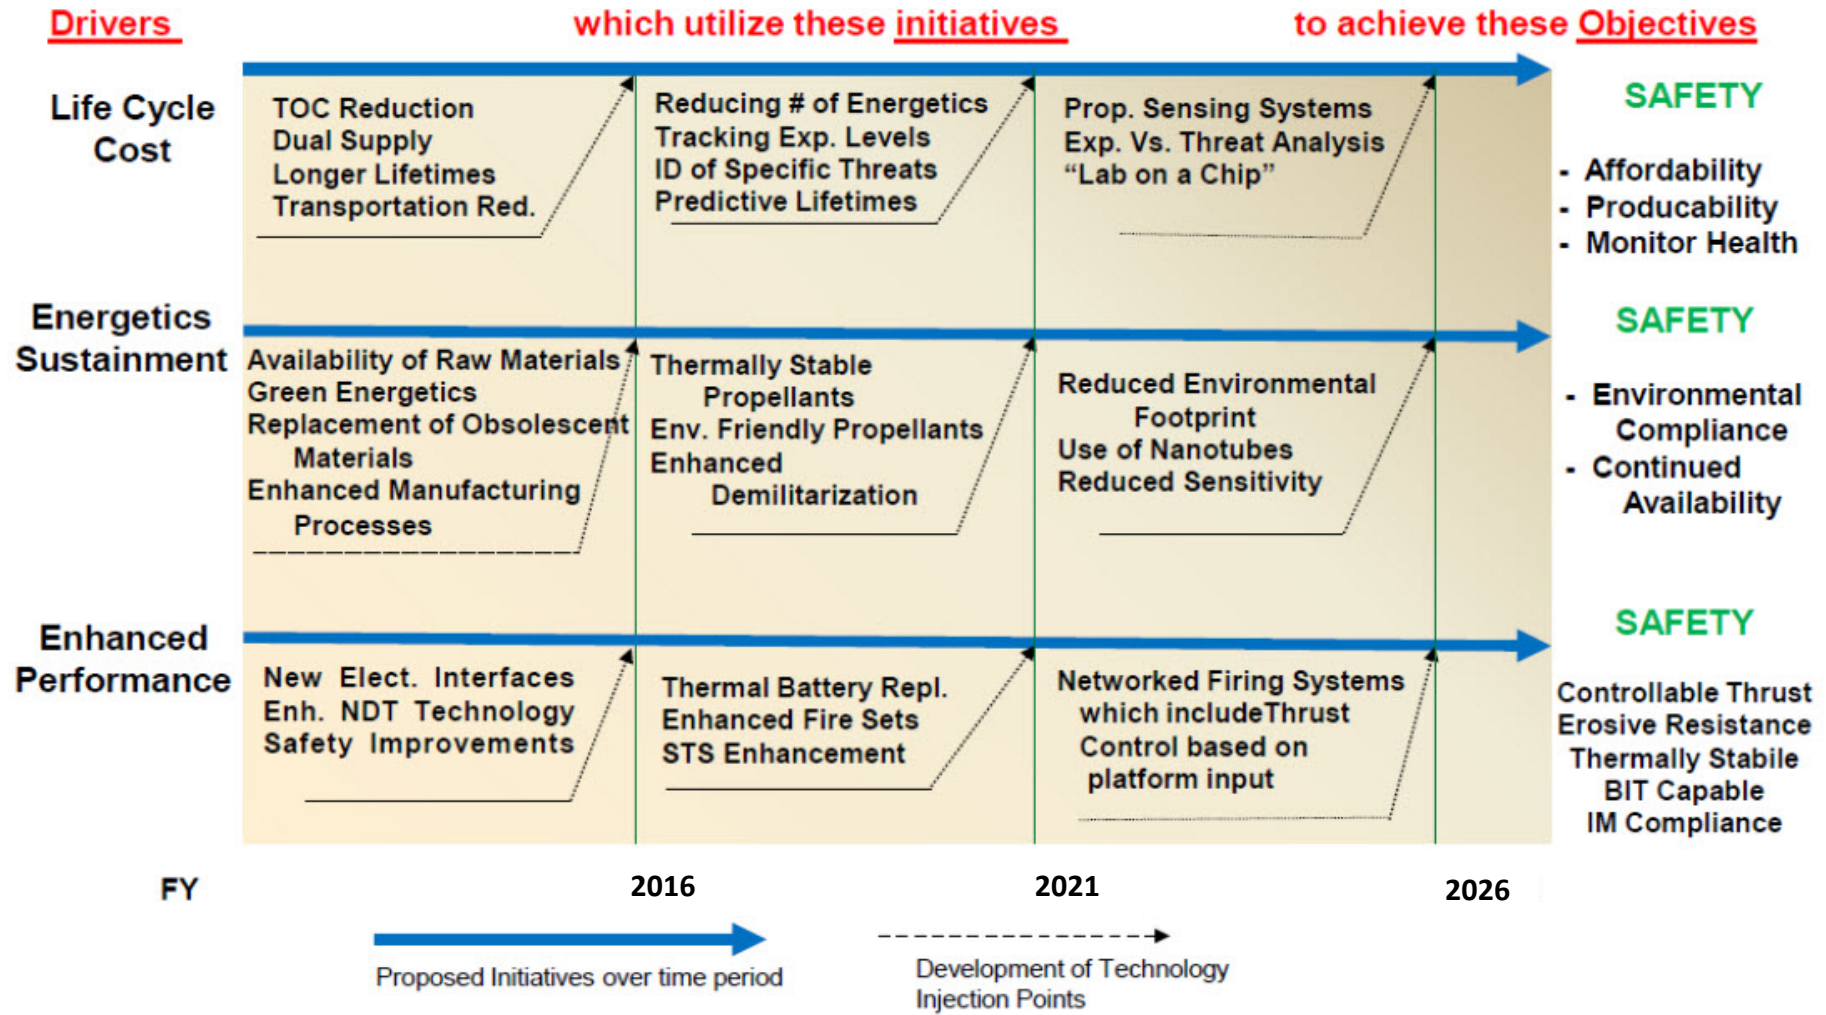 Drivers which utilize these initiatives to achieve these Objectives
Life Cycle
Cost
TOC Reduction
Dual Supply
Longer Lifetimes
Transportation Red.
Reducing # of Energetics
Tracking Exp. Levels
ID of Specific Threats
Predictive Lifetimes
Prop. Sensing Systems
Exp. Vs. Threat Analysis
“Lab on a Chip”
SAFETY
- Affordability
- Producability
- Monitor Health
Energetics
Sustainment
Availability of Raw Materials
Green Energetics
Replacement of Obsolescent
Materials
Enhanced Manufacturing
Processes
Thermally Stable
Propellants
Env. Friendly Propellants
Enhanced
Demilitarization
Reduced Environmental
Footprint
Use of Nanotubes
Reduced Sensitivity
SAFETY
- Environmental
Compliance
- Continued
Availability
Enhanced
Performance
New Elect. Interfaces
Enh. NDT Technology
Safety Improvements
Thermal Battery Repl.
Enhanced Fire Sets
STS Enhancement
Networked Firing Systems
which includeThrust
Control based on
platform input
SAFETY
Controllable Thrust
Erosive Resistance
Thermally Stabile
BIT Capable
IM Compliance
FY 2016 2021 2026
Proposed Initiatives over time period
Development of Technology
Injection Points